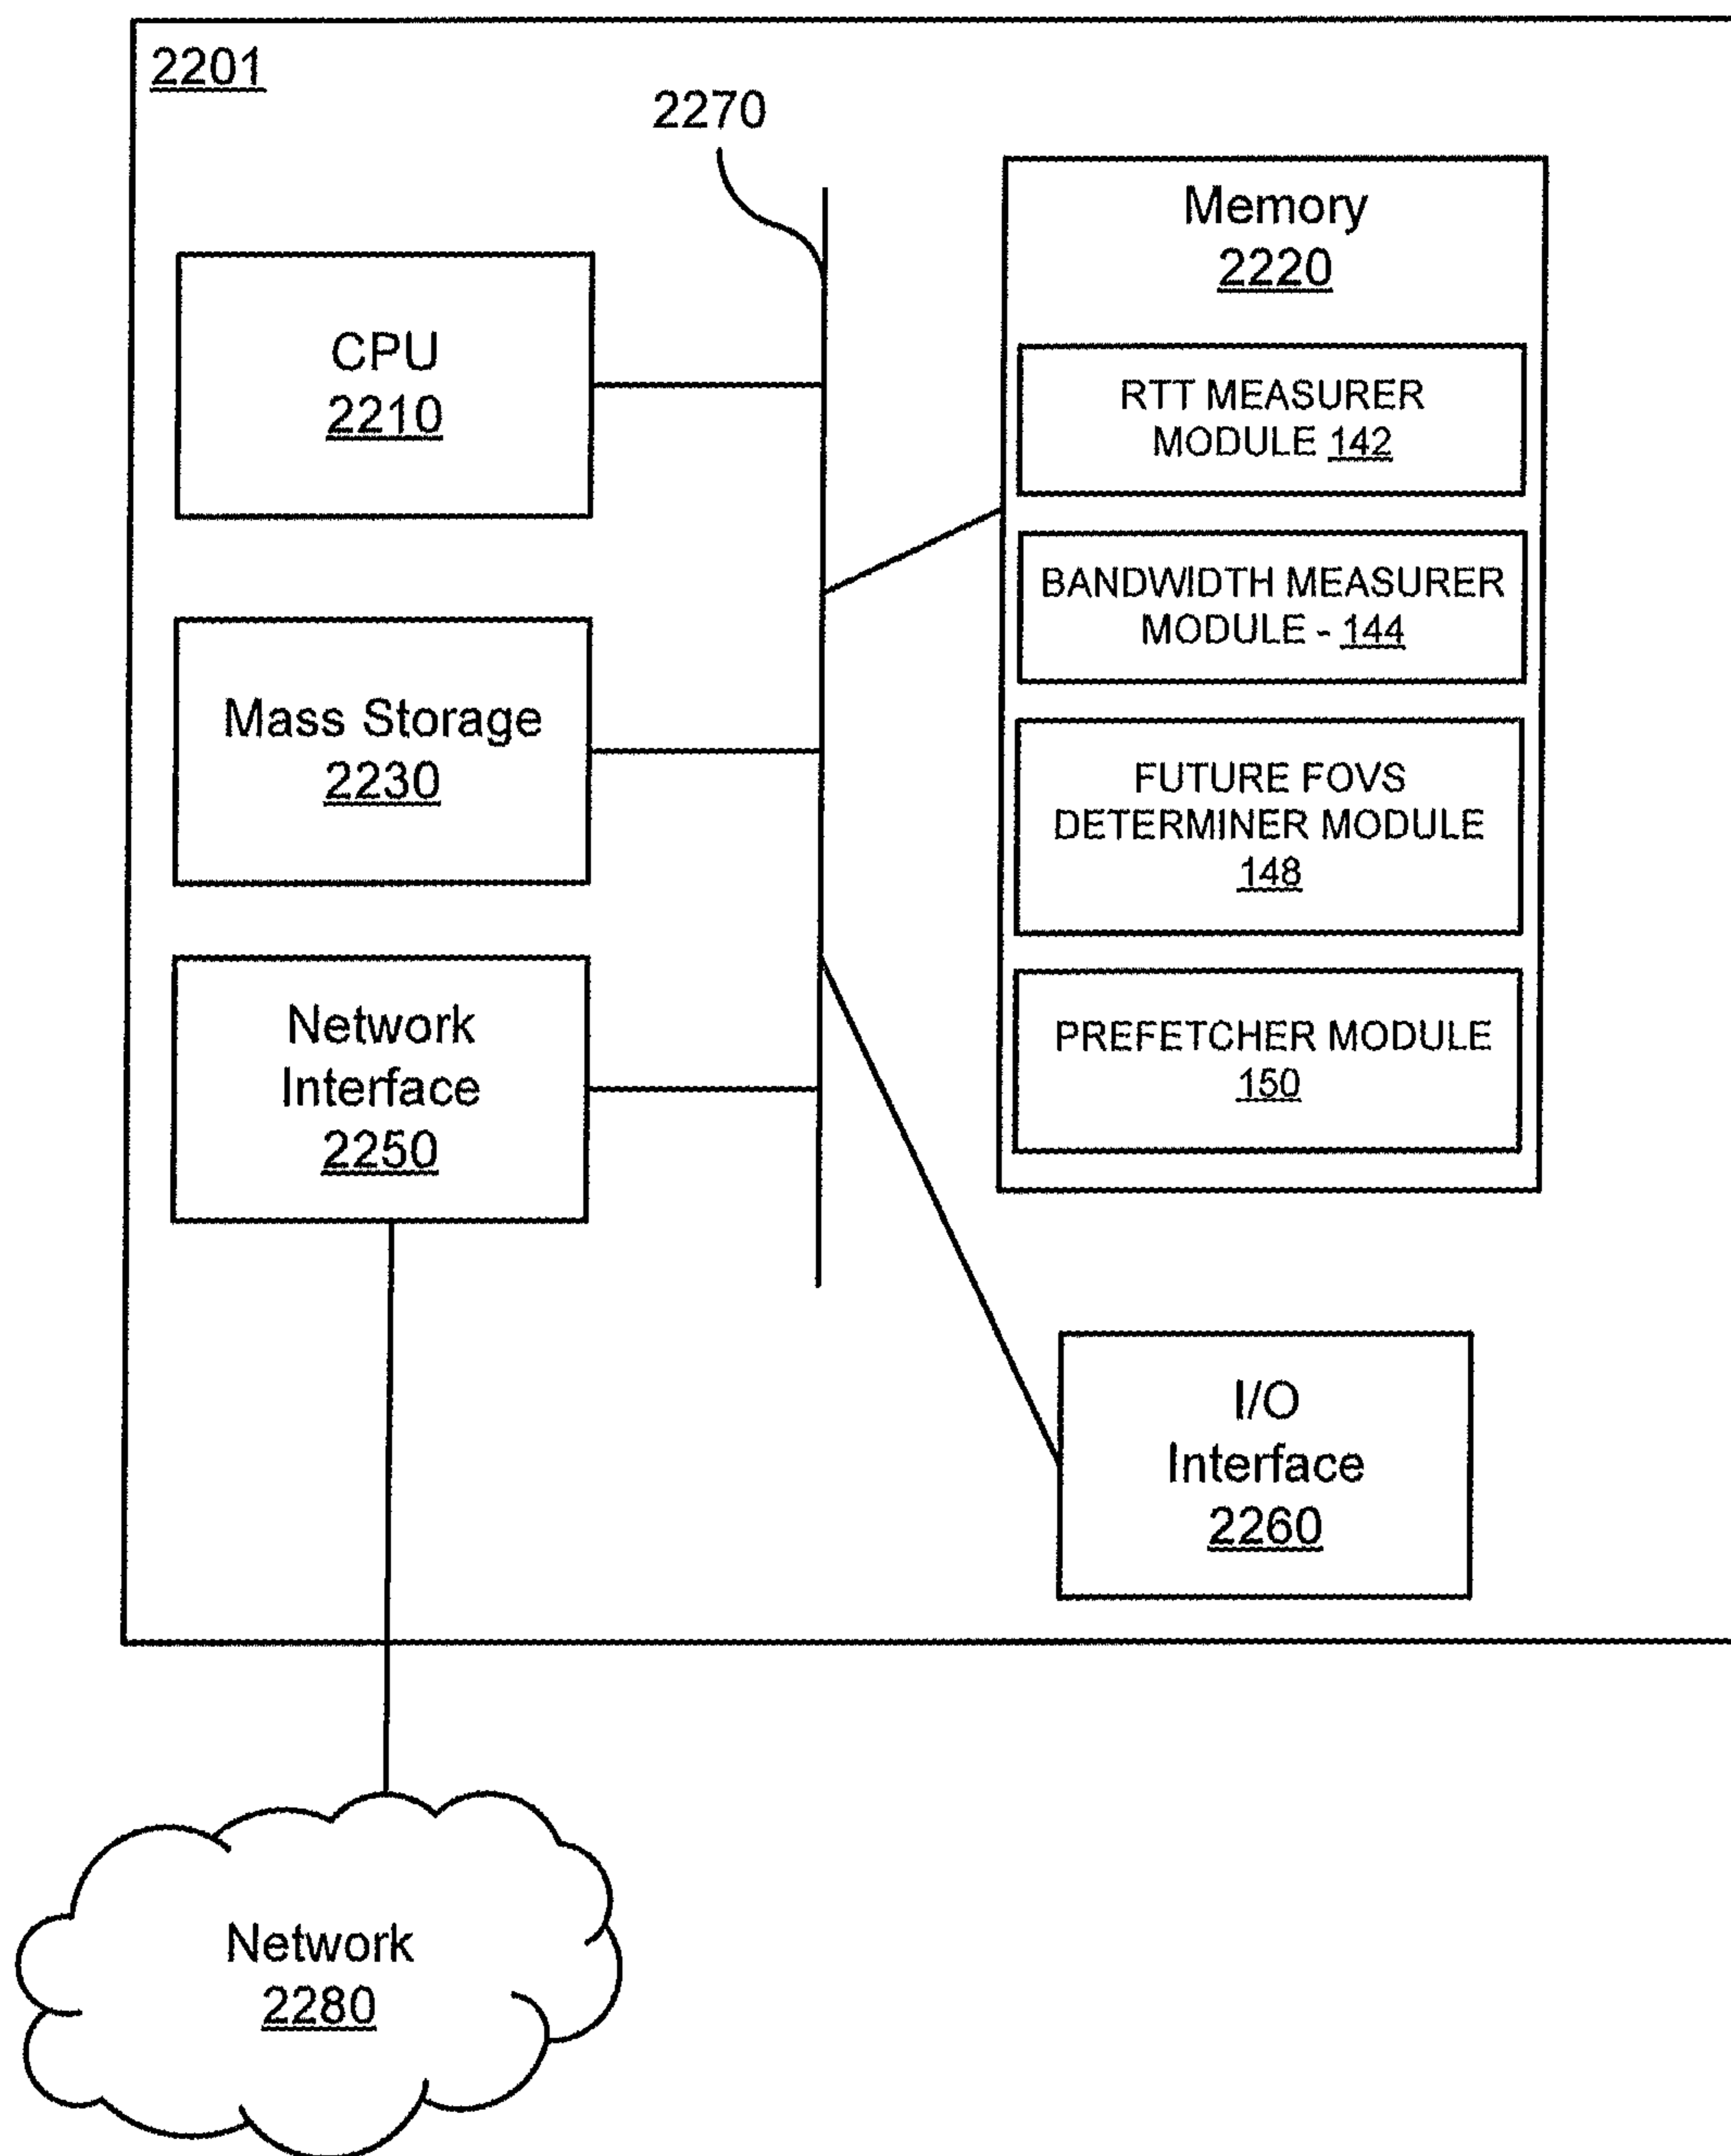 2201
2270
CPU
2210
Mass Storage
2230
Network
Interface
2250
Memory
2220
RTT MEASURER
MODULE 142
BANDWIDTH MEASURER
MODULE - 144
FUTURE FOVS
DETERMINER MODULE
148
PREFETCHER MODULE
150
I/O
Interface
2260
Network
2280